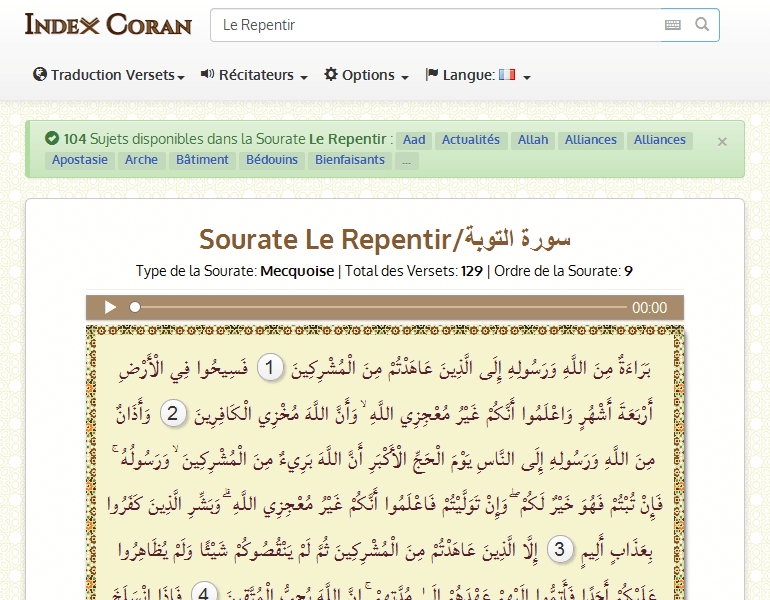 Index Coran
Le Repentir
Traduction Versets Récitateurs Options Langue:
104 Sujets disponibles dans la Sourate Le Repentir : Aad Actualités Allah Alliances Alliances ×
Apostasie Arche Bâtiment Bédouins Bienfaisants ...
Sourate Le Repentir/سورة التوبة
Type de la Sourate: Mecquoise | Total des Versets: 129 | Ordre de la Sourate: 9
00:00
بَرَاءَةٌ مِنَ اللَّهِ وَرَسُولِهِ إِلَى الَّذِينَ عَاهَدْتُمْ مِنَ الْمُشْرِكِينَ 1 فَسِيحُوا فِي الْأَرْضِ
أَرْبَعَةَ أَشْهُرٍ وَاعْلَمُوا أَنَّكُمْ غَيْرُ مُعْجِزِي اللَّهِ ۙ وَأَنَّ اللَّهَ مُخْزِي الْكَافِرِينَ 2 وَأَذَانٌ
مِنَ اللَّهِ وَرَسُولِهِ إِلَى النَّاسِ يَوْمَ الْحَجِّ الْأَكْبَرِ أَنَّ اللَّهَ بَرِيءٌ مِنَ الْمُشْرِكِينَ ۙ وَرَسُولُهُ ۚ
فَإِنْ تُبْتُمْ فَهُوَ خَيْرٌ لَكُمْ ۖ وَإِنْ تَوَلَّيْتُمْ فَاعْلَمُوا أَنَّكُمْ غَيْرُ مُعْجِزِي اللَّهِ ۗ وَبَشِّرِ الَّذِينَ كَفَرُوا
بِعَذَابٍ أَلِيمٍ 3 إِلَّا الَّذِينَ عَاهَدْتُمْ مِنَ الْمُشْرِكِينَ ثُمَّ لَمْ يَنْقُصُوكُمْ شَيْئًا وَلَمْ يُظَاهِرُوا
عَلَيْكُمْ أَحَدًا فَأَتِمُّوا إِلَيْهِمْ عَهْدَهُمْ إِلَىٰ مُدَّتِهِمْ ۚ إِنَّ اللَّهَ يُحِبُّ الْمُتَّقِينَ 4 فَإِذَا انْسَلَخَ